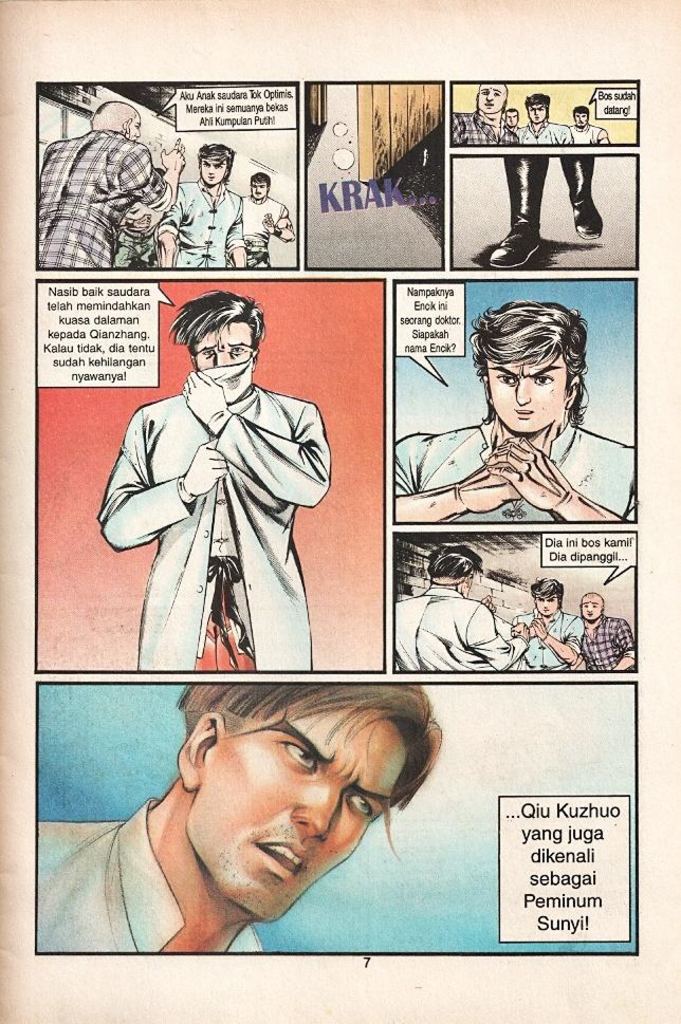 Aku Anak saudara Tok Optimis.
Mereka ini semuanya bekas
Ahli Kumpulan Putih!
KRAK...
Bos sudah
datang!
Nasib baik saudara
telah memindahkan
kuasa dalaman
kepada Qianzhang.
Kalau tidak, dia tentu
sudah kehilangan
nyawanya!
Nampaknya
Encik ini
seorang doktor.
Siapakah
nama Encik?
Dia ini bos kami!
Dia dipanggil...
...Qiu Kuzhuo
yang juga
dikenali
sebagai
Peminum
Sunyi!
7